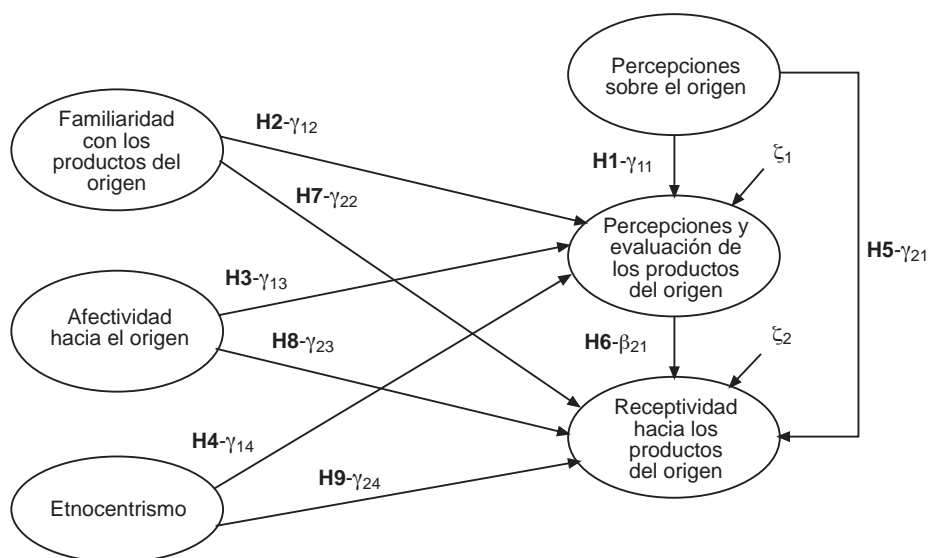 Percepciones
sobre el origen
Familiaridad
con los
productos del
origen
H2-γ12
H1-γ11
ζ1
H7-γ22
Percepciones y
evaluación de
los productos
del origen
H5-γ21
H3-γ13
Afectividad
hacia el origen
H8-γ23
H6-β21
ζ2
Receptividad
hacia los
productos
del origen
H4-γ14
H9-γ24
Etnocentrismo